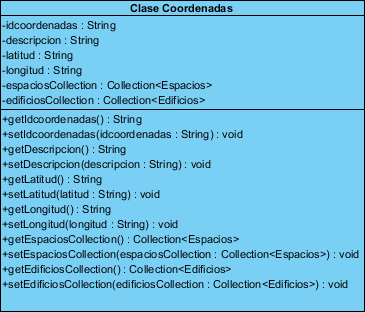 Clase Coordenadas
-idcoordenadas : String
-descripcion : String
-latitud : String
-longitud : String
-espaciosCollection : Collection<Espacios>
-edificiosCollection : Collection<Edificios>
+getIdcoordenadas() : String
+setIdcoordenadas(idcoordenadas : String) : void
+getDescripcion() : String
+setDescripcion(descripcion : String) : void
+getLatitud() : String
+setLatitud(latitud : String) : void
+getLongitud() : String
+setLongitud(longitud : String) : void
+getEspaciosCollection() : Collection<Espacios>
+setEspaciosCollection(espaciosCollection : Collection<Espacios>) : void
+getEdificiosCollection() : Collection<Edificios>
+setEdificiosCollection(edificiosCollection : Collection<Edificios>) : void